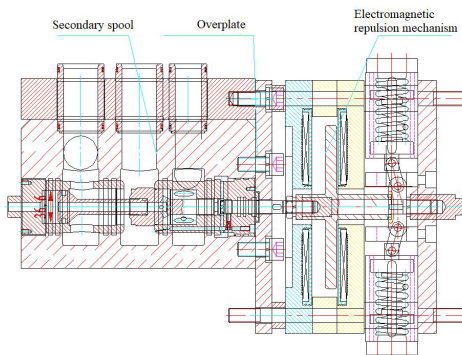 Secondary spool
Overplate
Electromagnetic
repulsion mechanism